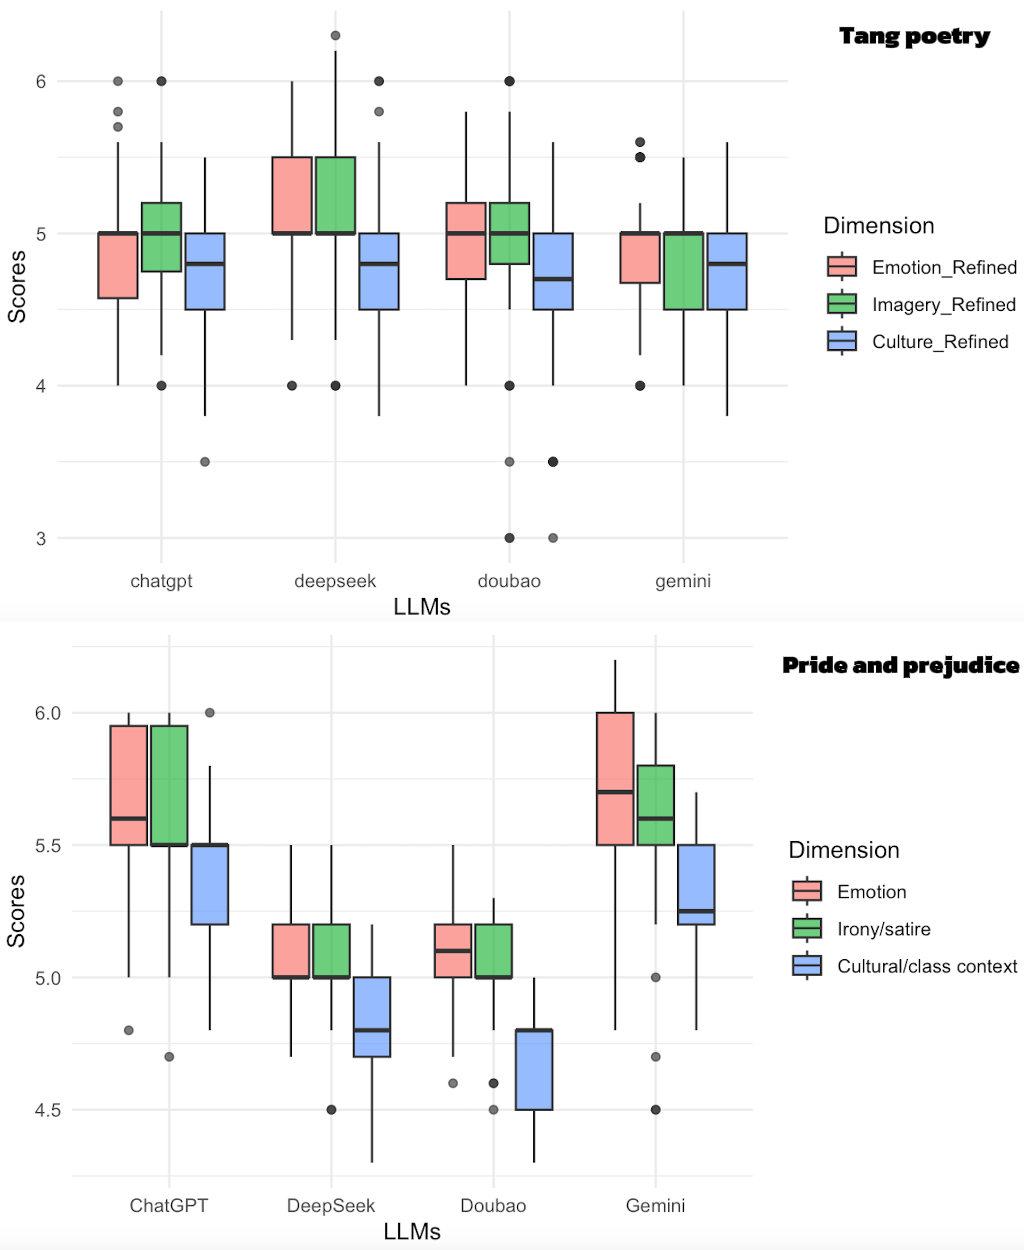 Tang poetry
6
5
4
3
Scores
chatgpt
deepseek
doubao
gemini
LLMs
Dimension
Emotion_Refined
Imagery_Refined
Culture_Refined
Pride and prejudice
6.0
5.5
5.0
4.5
Scores
ChatGPT
DeepSeek
Doubao
Gemini
LLMs
Dimension
Emotion
Irony/satire
Cultural/class context